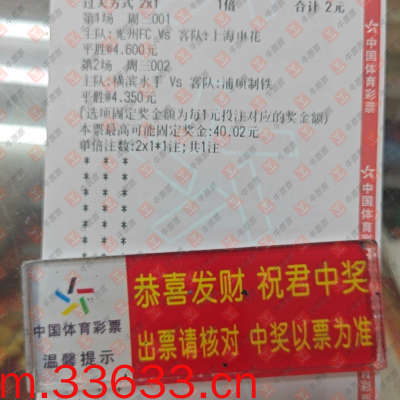 过关方式 2x1 1倍 合计 2元
第1场 周三001
主队:光州FC Vs 客队:上海申花
平胜@4.600元
第2场 周三002
主队:横滨水手 Vs 客队:浦项制铁
平胜@4.350元
(选项固定奖金额为每1元投注对应的奖金额)
本票最高可能固定奖金:40.02元
单倍注数:2x1*1注;共1注
* * *
* * *
* * *
* * *
* * *
* * *
中国体育彩票
中国体育彩票
恭喜发财 祝君中奖
中国体育彩票
温馨提示
出票请核对 中奖以票为准
m.33633.cn